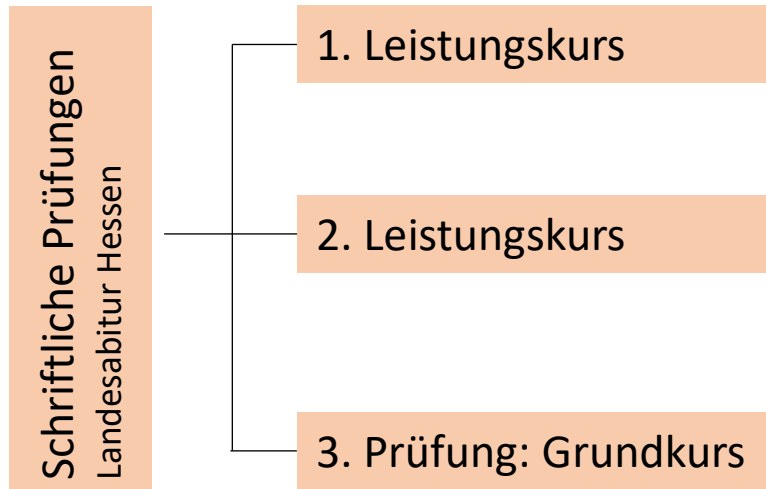 Schriftliche Prüfungen
Landesabitur Hessen
1. Leistungskurs
2. Leistungskurs
3. Prüfung: Grundkurs